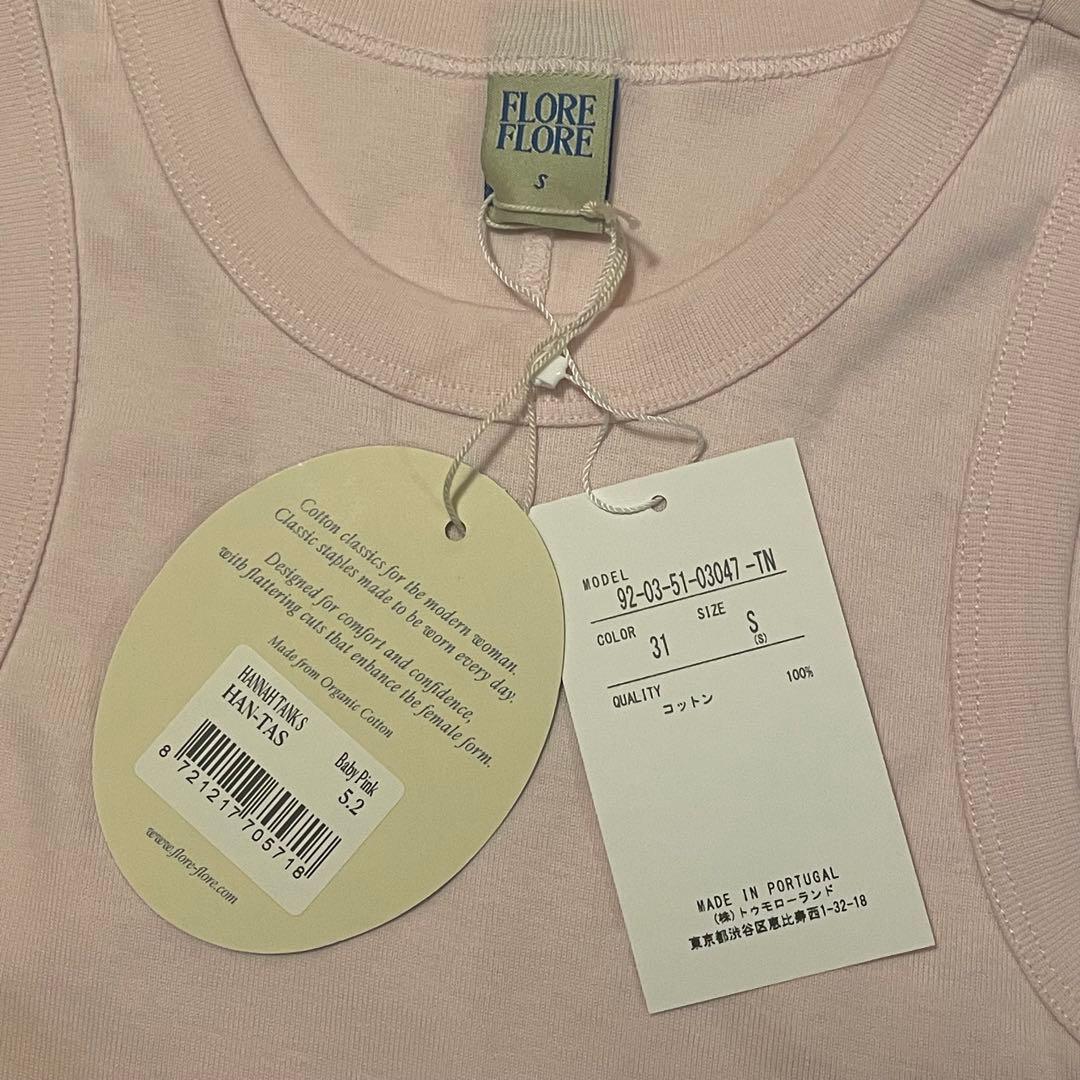 FLORE
FLORE
S
Cotton classics for the modern woman.
Classic staples made to be worn every day.
Designed for comfort and confidence,
with flattering cuts that enhance the female form.
Made from Organic Cotton
HANNAH TANK S
HAN-TAS
Baby Pink
5.2
8 721217 705718
www.flore-flore.com
MODEL
92-03-51-03047-TN
COLOR 31 SIZE S
(S)
QUALITY コットン 100%
MADE IN PORTUGAL
(株)トゥモローランド
東京都渋谷区恵比寿西1-32-18